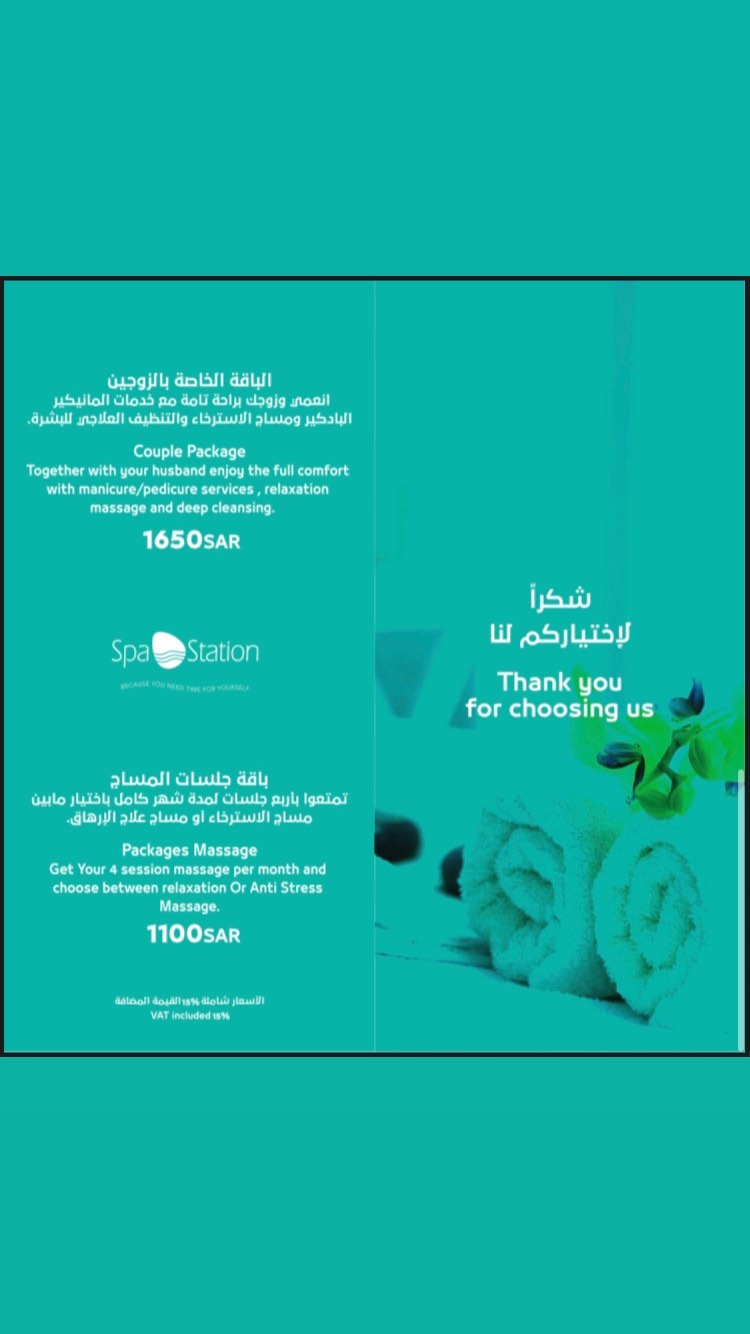 الباقة الخاصة بالزوجين
انعمي وزوجك براحة تامة مع خدمات المانيكير
البادكير ومساج الاسترخاء والتنظيف العلاجي للبشرة.
Couple Package
Together with your husband enjoy the full comfort
with manicure/pedicure services , relaxation
massage and deep cleansing.
1650SAR
Spa Station
BECAUSE YOU NEED TIME FOR YOURSELF
باقة جلسات المساج
تمتعوا بأربع جلسات لمدة شهر كامل باختيار مابين
مساج الاسترخاء أو مساج علاج الإرهاق.
Packages Massage
Get Your 4 session massage per month and
choose between relaxation Or Anti Stress
Massage.
1100SAR
الأسعار شاملة 15% القيمة المضافة
VAT included 15%
شكراً
لإختياركم لنا
Thank you
for choosing us